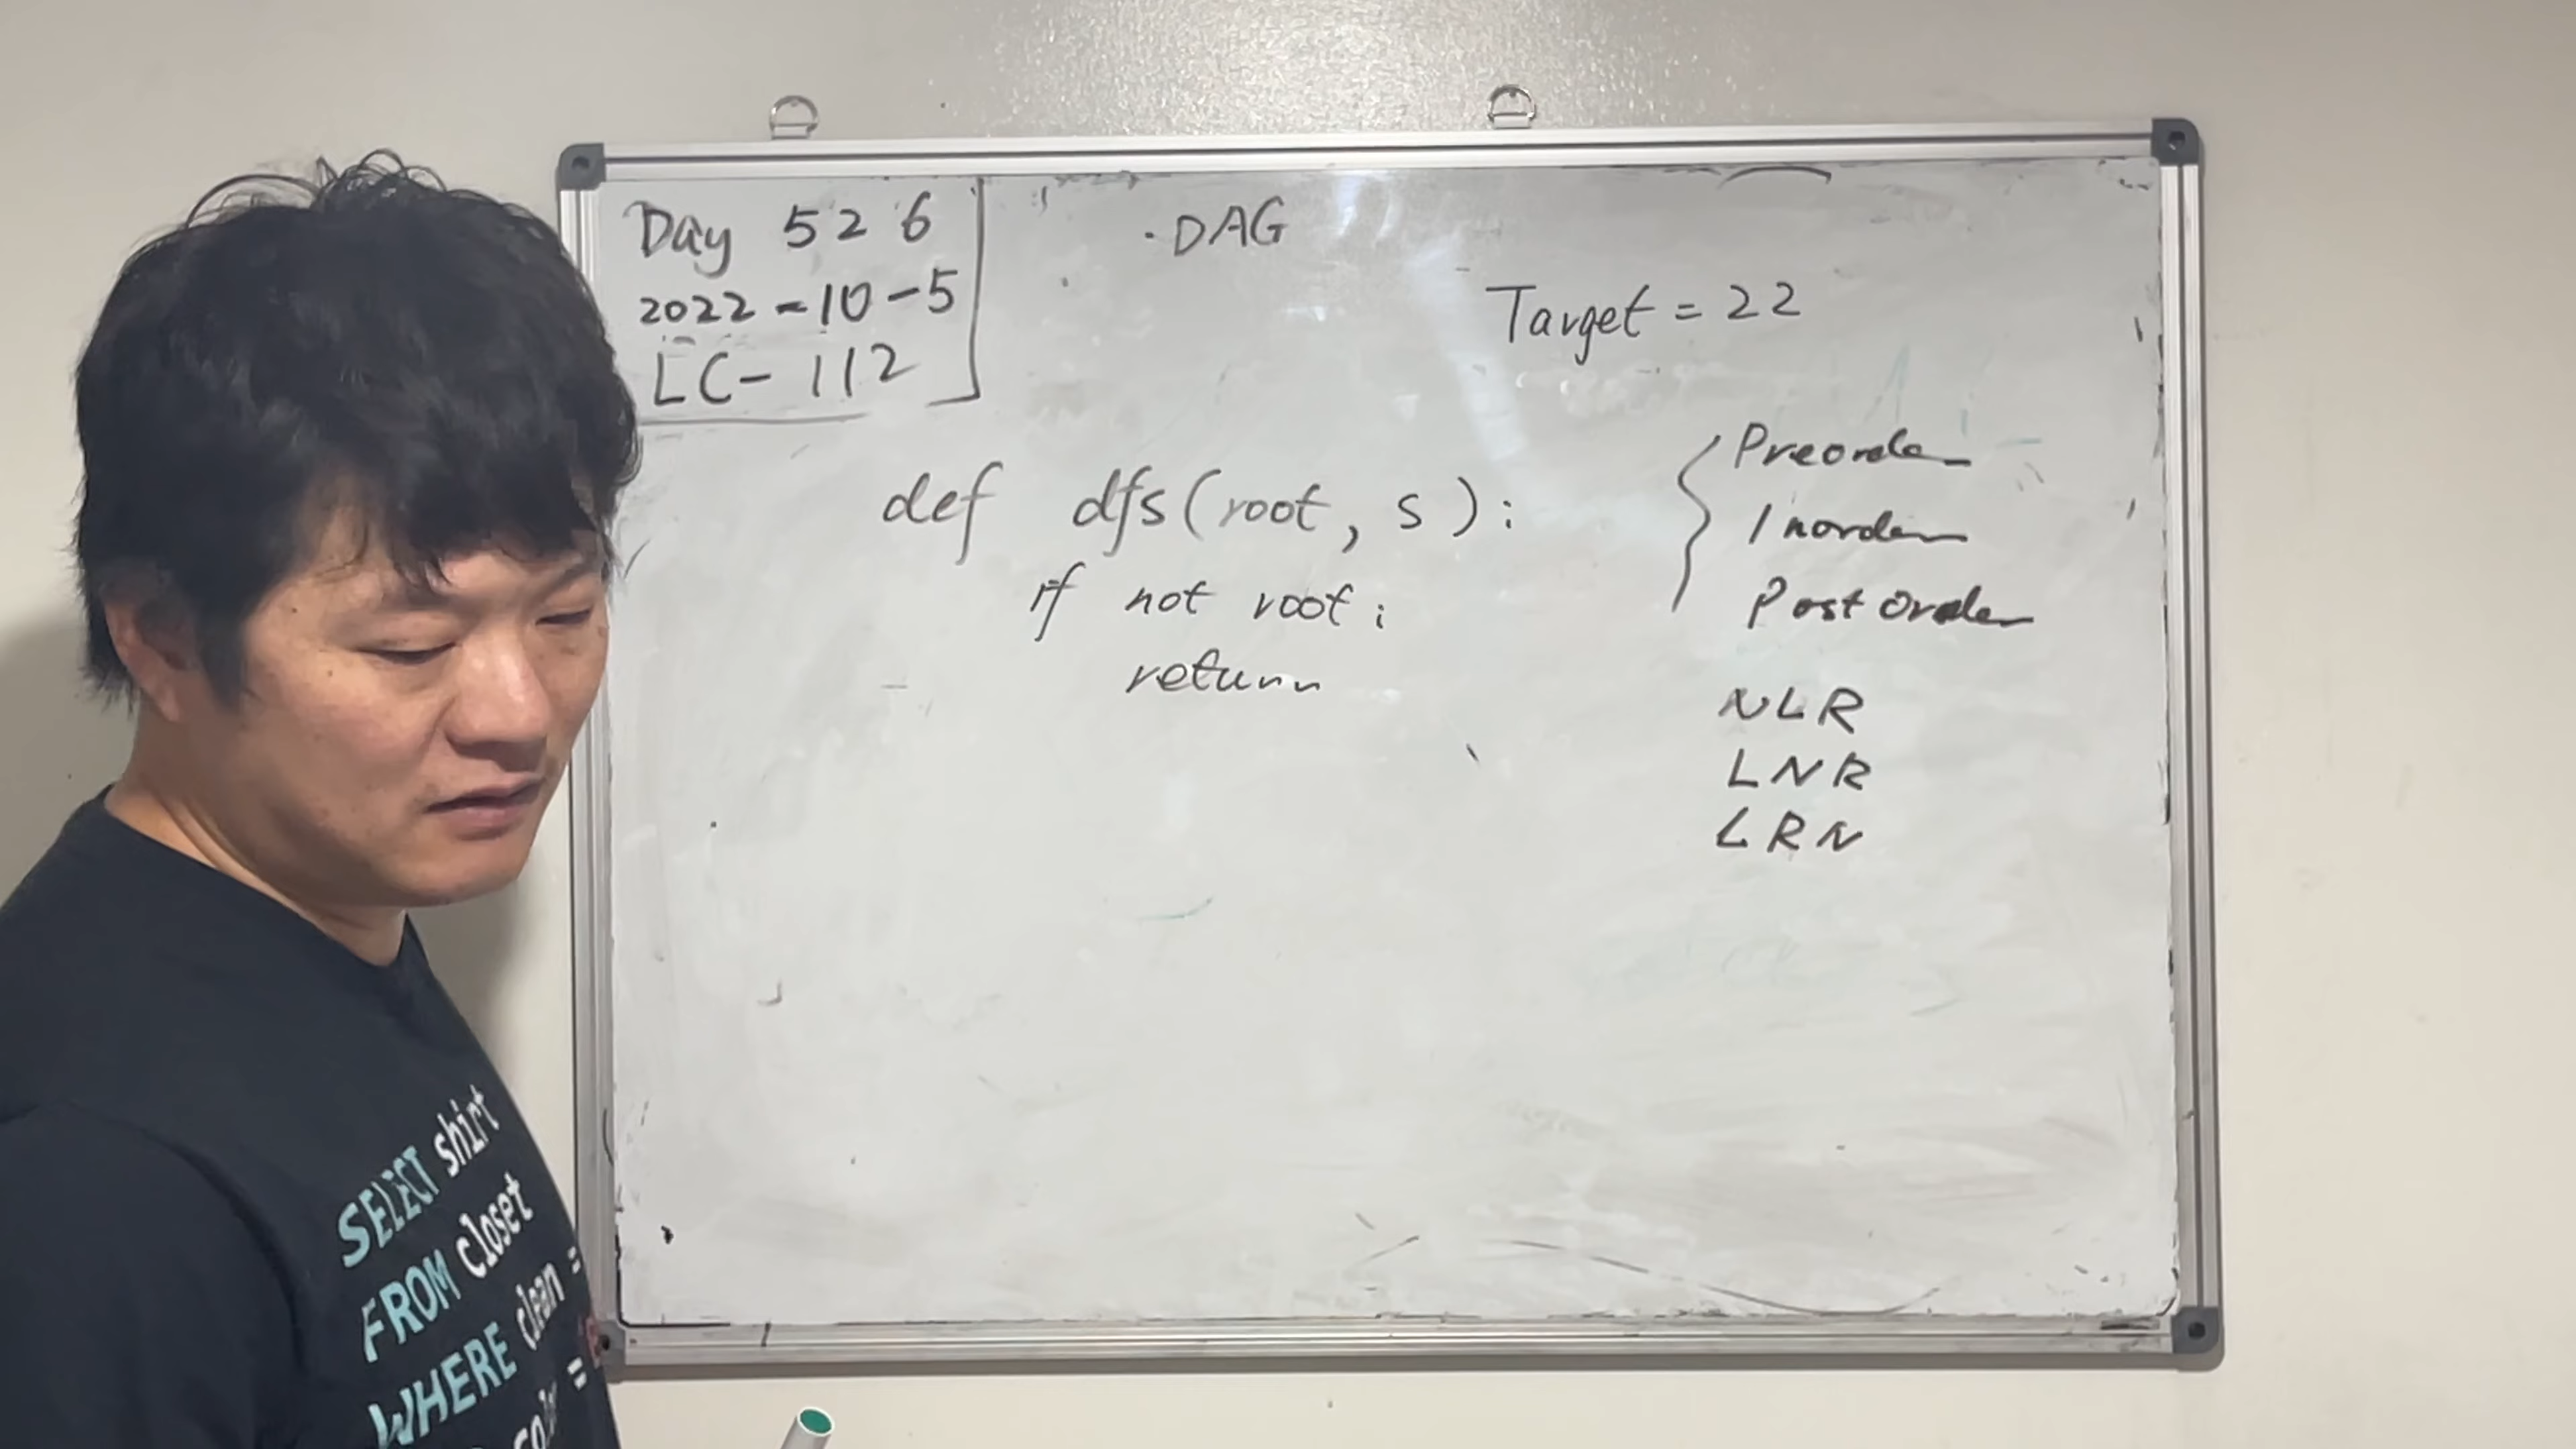 Day 526
2022-10-5
LC-112
· DAG
Target = 22
def dfs(root, s):
if not root:
return
Preorder
Inorder
Postorder
NLR
LNR
LRN
SELECT shirt
FROM closet
WHERE clean =